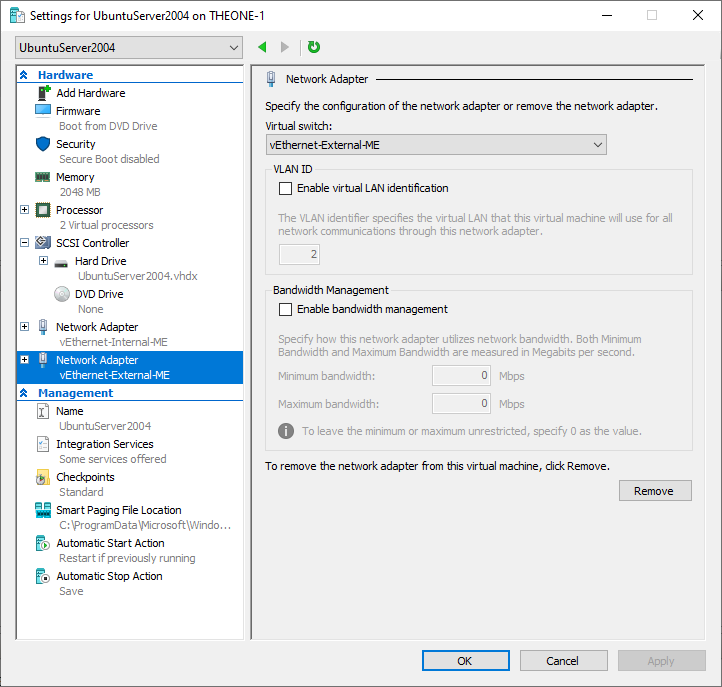 Settings for UbuntuServer2004 on THEONE-1
UbuntuServer2004
Hardware
Add Hardware
Firmware
Boot from DVD Drive
Security
Secure Boot disabled
Memory
2048 MB
Processor
2 Virtual processors
SCSI Controller
Hard Drive
UbuntuServer2004.vhdx
DVD Drive
None
Network Adapter
vEthernet-Internal-ME
Network Adapter
vEthernet-External-ME
Management
Name
UbuntuServer2004
Integration Services
Some services offered
Checkpoints
Standard
Smart Paging File Location
C:\ProgramData\Microsoft\Windo...
Automatic Start Action
Restart if previously running
Automatic Stop Action
Save
Network Adapter
Specify the configuration of the network adapter or remove the network adapter.
Virtual switch:
vEthernet-External-ME
VLAN ID
Enable virtual LAN identification
The VLAN identifier specifies the virtual LAN that this virtual machine will use for all
network communications through this network adapter.
2
Bandwidth Management
Enable bandwidth management
Specify how this network adapter utilizes network bandwidth. Both Minimum
Bandwidth and Maximum Bandwidth are measured in Megabits per second.
Minimum bandwidth: 0 Mbps
Maximum bandwidth: 0 Mbps
To leave the minimum or maximum unrestricted, specify 0 as the value.
To remove the network adapter from this virtual machine, click Remove.
Remove
OK Cancel Apply